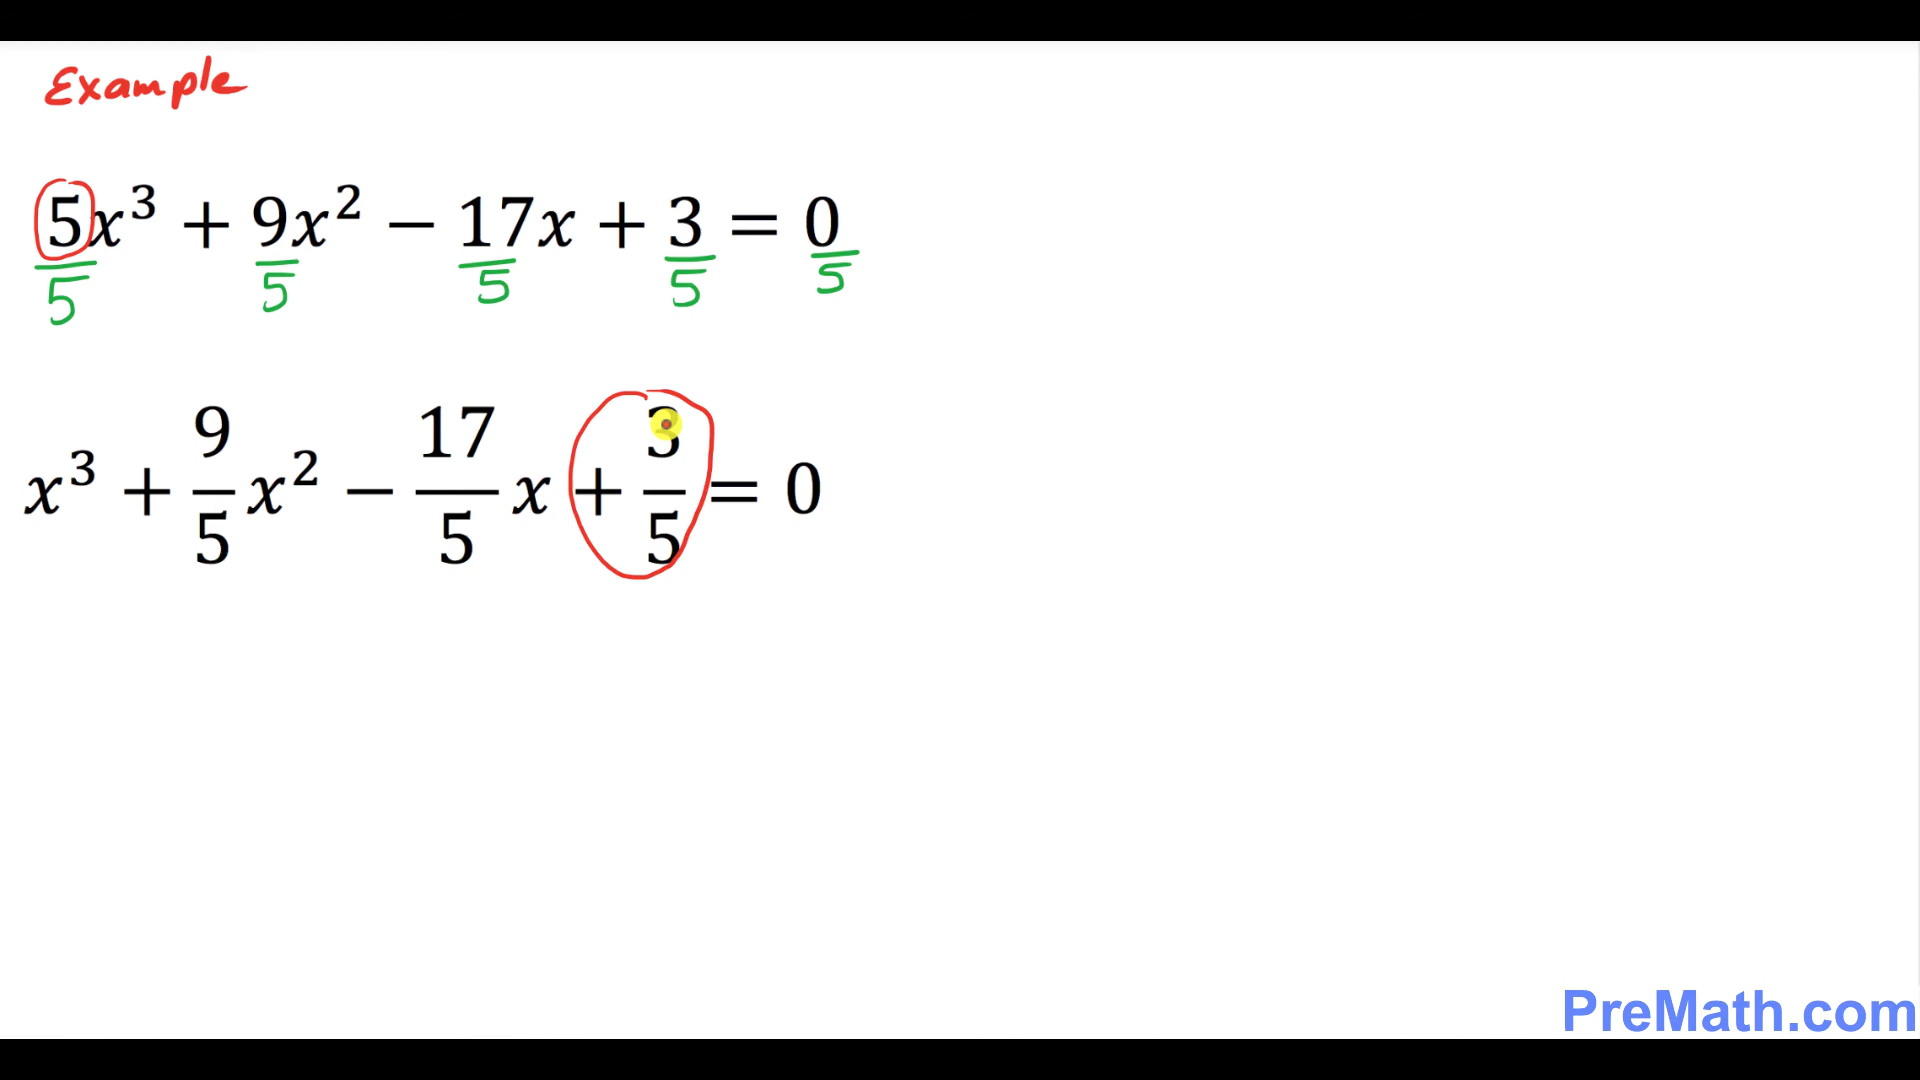 Example
5x³ + 9x² − 17x + 3 = 0
5 5 5 5 5
x³ + 9/5 x² − 17/5 x + 3/5 = 0
PreMath.com